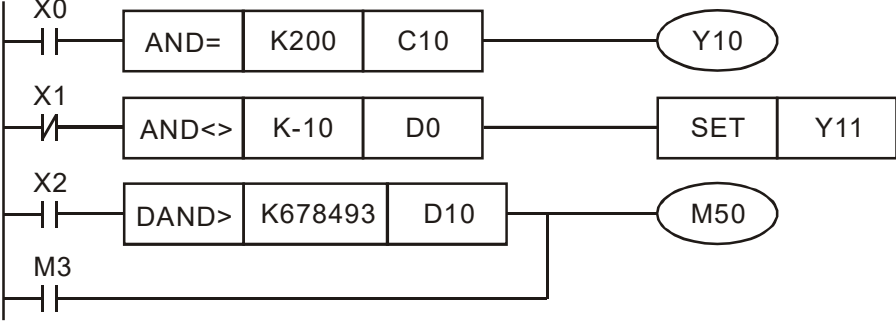 X0
AND= K200 C10 Y10
X1
AND<> K-10 D0 SET Y11
X2
DAND> K678493 D10 M50
M3